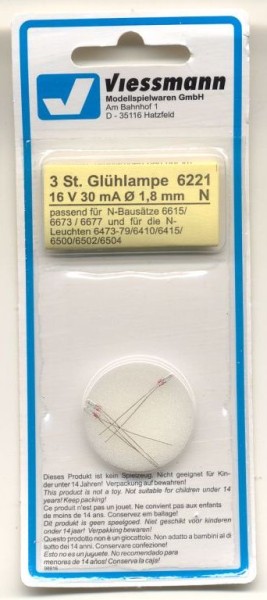 Viessmann
Modellspielwaren GmbH
Am Bahnhof 1
D - 35116 Hatzfeld
3 St. Glühlampe 6221
16 V 30 mA Ø 1,8 mm N
passend für N-Bausätze 6615/
6673 / 6677 und für die N-
Leuchten 6473-79/6410/6415/
6500/6502/6504
Dieses Produkt ist kein Spielzeug. Nicht geeignet für Kin-
der unter 14 Jahren! Verpackung aufbewahren!
This product is not a toy. Not suitable for children under 14
years! Keep packing!
Ce produit n'est pas un jouet. Ne convient pas aux enfants
de moins de 14 ans. Conservez cet emballage!
Dit produkt is geen speelgoed. Niet geschikt voor kinderen
onder 14 jaar! Verpakking bewaren!
Questo prodotto non è un giocattolo. Non adatto a bambini al di
sotto dei 14 anni. Conservare confezione!
Esto no es un juguete. No recomendado para
menores de 14 años! Conserva la caja!